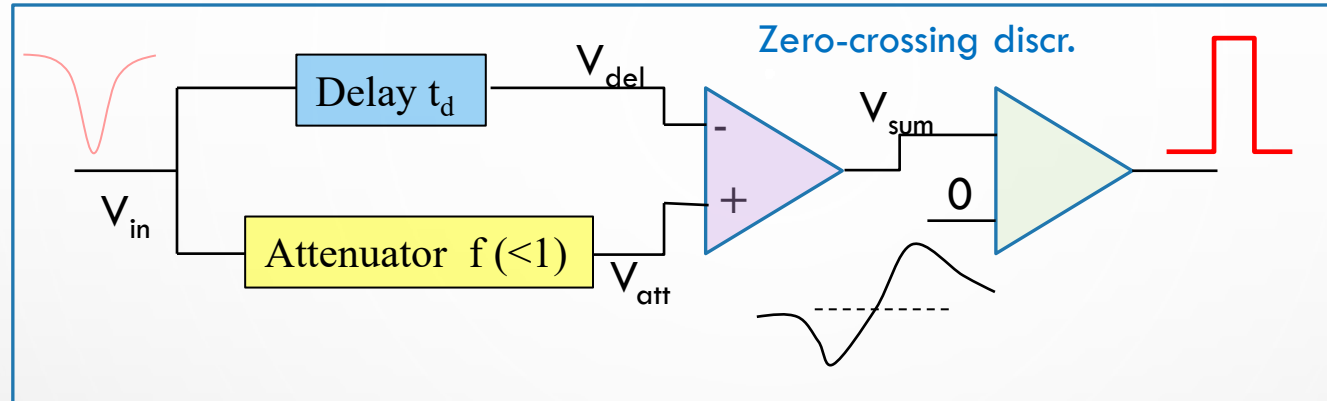 Zero-crossing discr.
Delay t_d
V_del
-
V_sum
V_in
+
0
Attenuator f (<1)
V_att